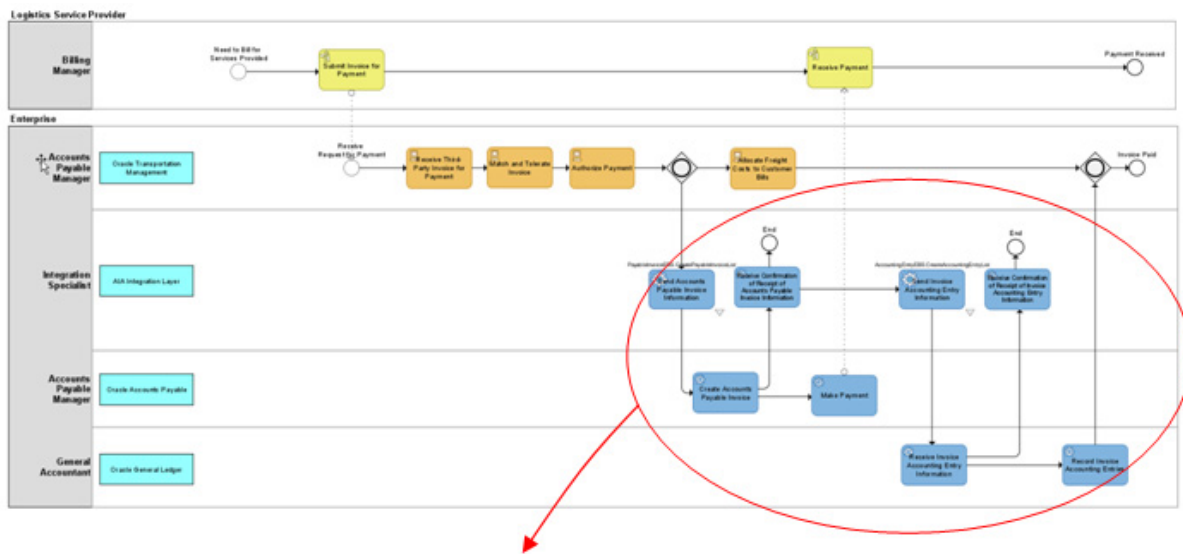 Logistics Service Provider
Billing
Manager
Need to Bill for
Services Provided
Submit Invoice for
Payment
Receive Payment
Payment Received
Enterprise
Accounts
Payable
Manager
Oracle Transportation
Management
Receive
Request for Payment
Receive Third
Party Invoice for
Payment
Match and Tolerate
Invoice
Authorize Payment
Allocate Freight
Costs to Customer
Bills
Invoice Paid
Integration
Specialist
AIA Integration Layer
Send Accounts
Payable Invoice
Information
End
Receive Confirmation
of Receipt of
Accounts Payable
Invoice Information
Send Invoice
Accounting Entry
Information
End
Receive Confirmation
of Receipt of Invoice
Accounting Entry
Information
Accounts
Payable
Manager
Oracle Accounts Payable
Create Accounts
Payable Invoice
Make Payment
General
Accountant
Oracle General Ledger
Receive Invoice
Accounting Entry
Information
Record Invoice
Accounting Entries